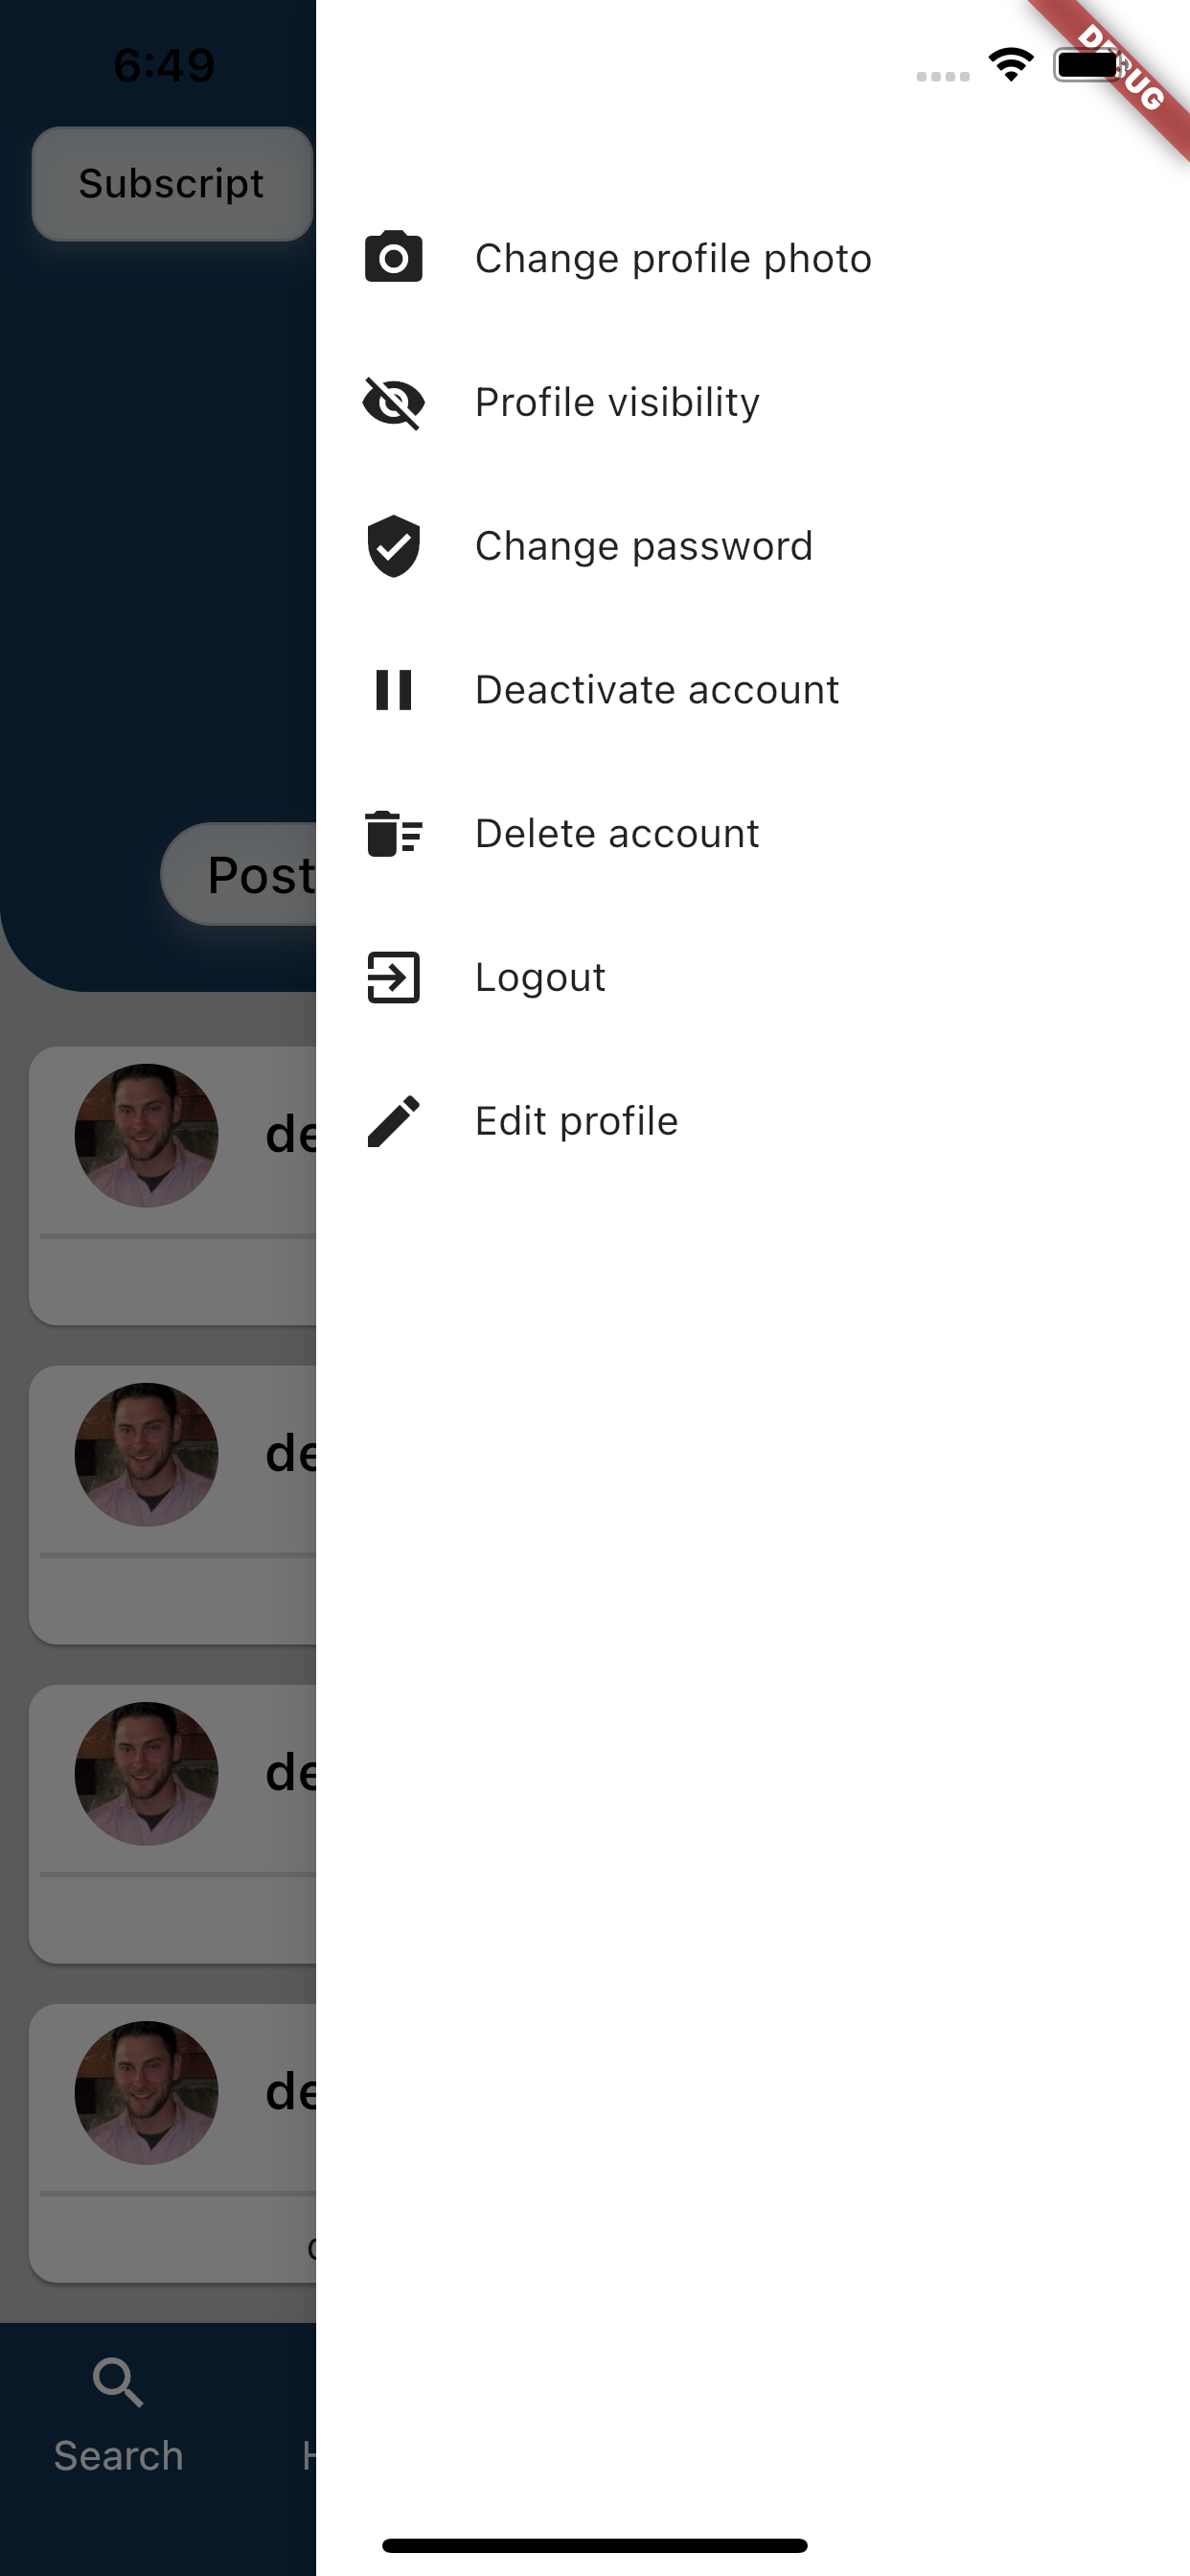 6:49
DEBUG
Subscript
Change profile photo
Profile visibility
Change password
Deactivate account
Post
Delete account
Logout
de
Edit profile
de
de
de
Search
H